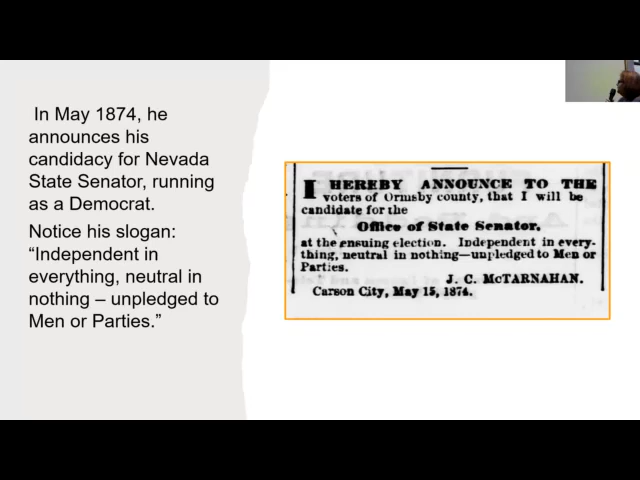 In May 1874, he
announces his
candidacy for Nevada
State Senator, running
as a Democrat.
Notice his slogan:
“Independent in
everything, neutral in
nothing – unpledged to
Men or Parties.”
I HEREBY ANNOUNCE TO THE
voters of Ormsby county, that I will be
candidate for the
Office of State Senator,
at the ensuing election. Independent in every-
thing, neutral in nothing—unpledged to Men or
Parties.
J. C. McTARNAHAN.
Carson City, May 15, 1874.